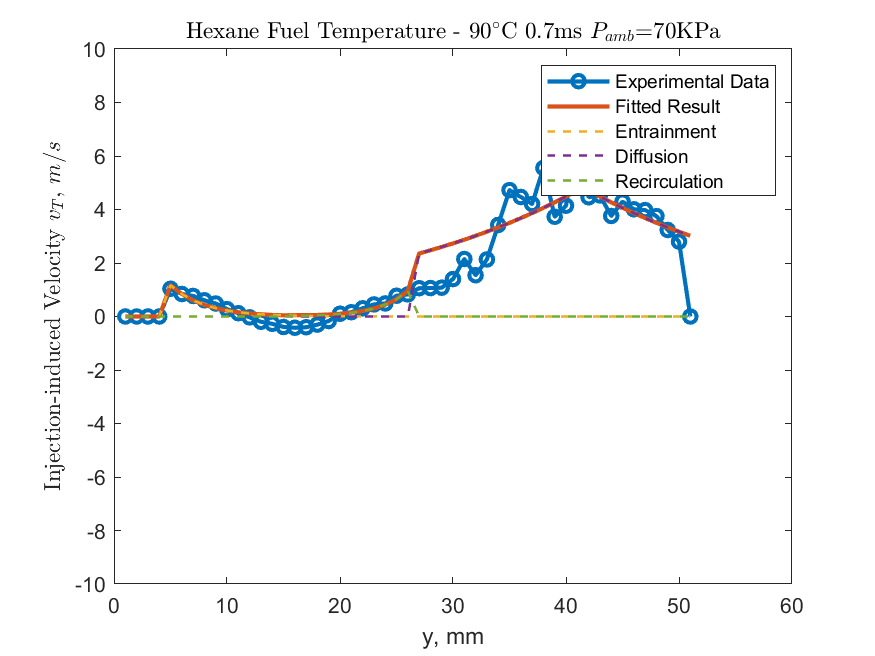 Hexane Fuel Temperature - 90°C 0.7ms P_amb=70KPa
10
8
6
4
2
0
-2
-4
-6
-8
-10
Injection-induced Velocity v_T, m/s
Experimental Data
Fitted Result
Entrainment
Diffusion
Recirculation
0 10 20 30 40 50 60
y, mm